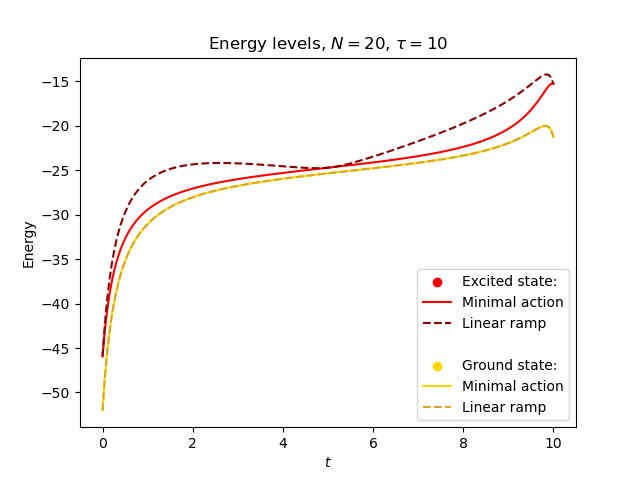 Energy levels, N = 20, τ = 10
Energy
−15
−20
−25
−30
−35
−40
−45
−50
0 2 4 6 8 10
t
Excited state:
Minimal action
Linear ramp
Ground state:
Minimal action
Linear ramp